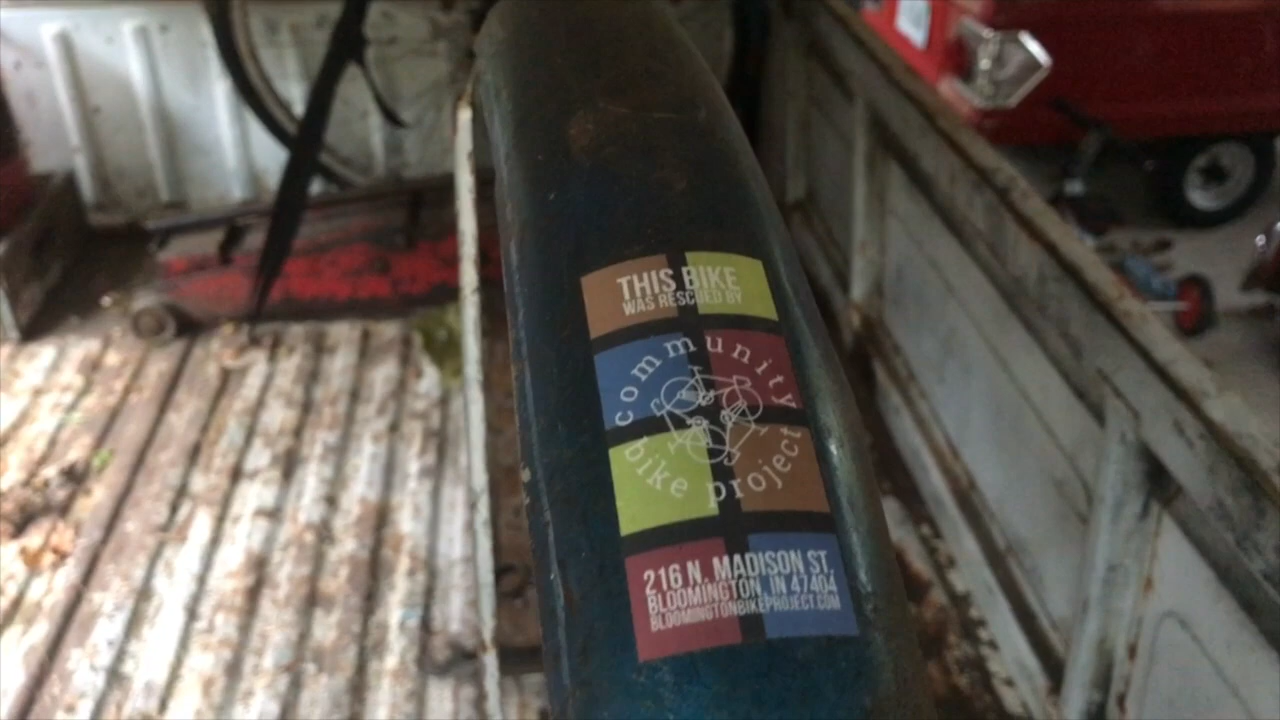 THIS BIKE
WAS RESCUED BY
community
bike project
216 N. MADISON ST.
BLOOMINGTON, IN 47404
BLOOMINGTONBIKEPROJECT.COM